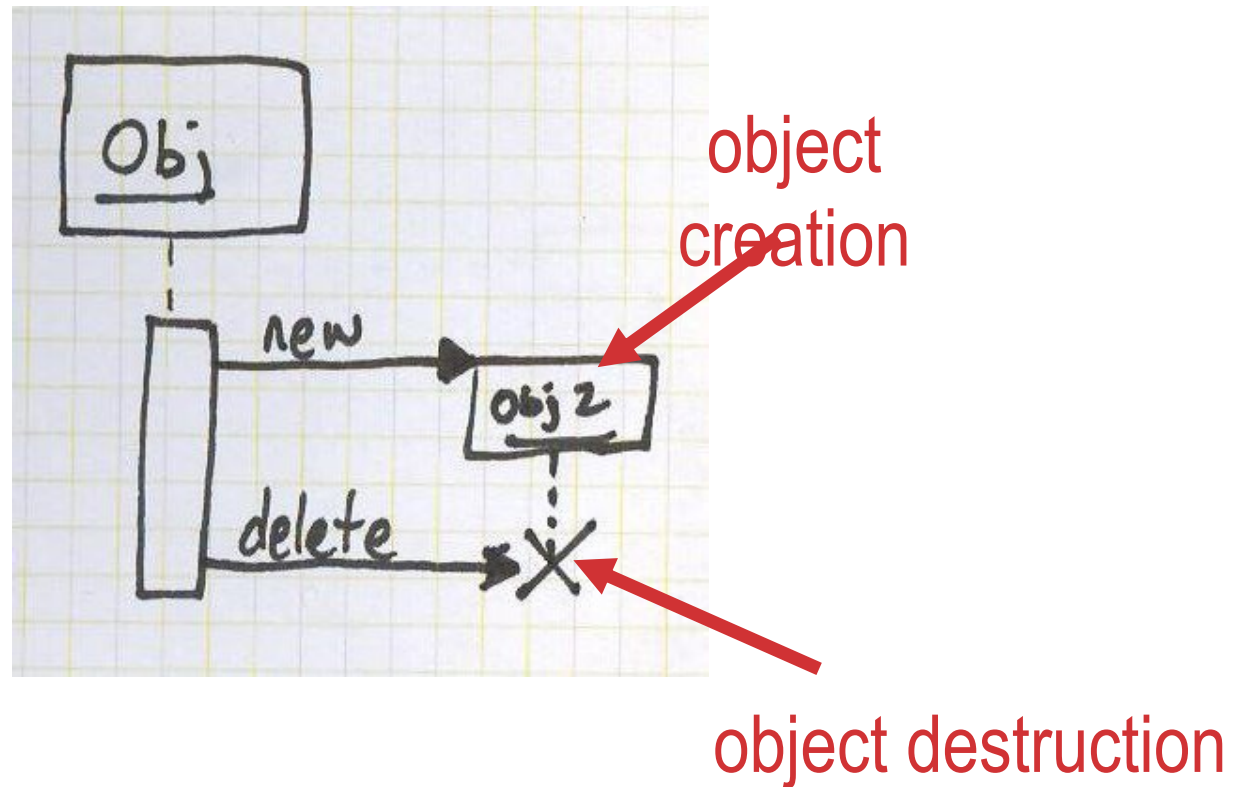 Obj
object
creation
new
Obj 2
delete
object destruction